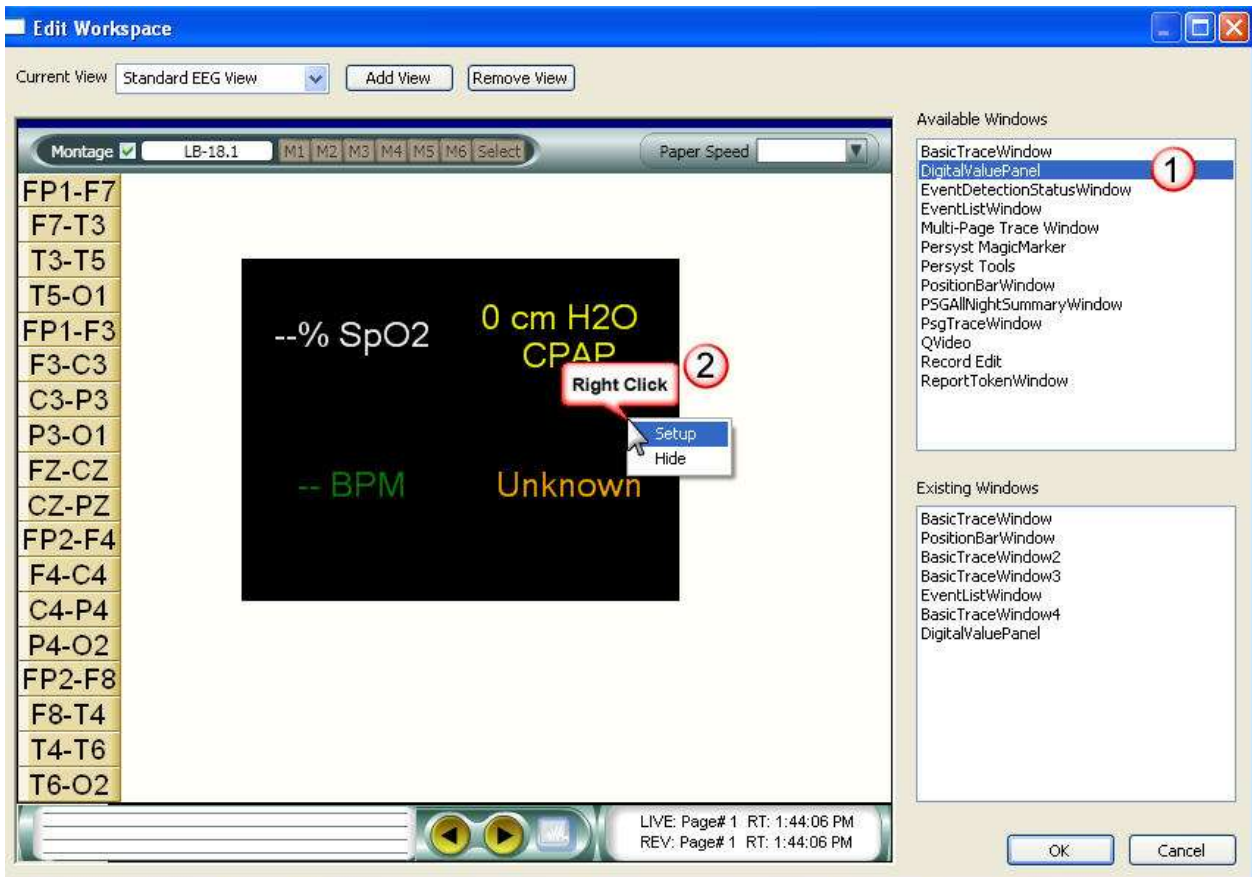 Edit Workspace
Current View Standard EEG View Add View Remove View
Montage LB-18.1 M1 M2 M3 M4 M5 M6 Select Paper Speed
FP1-F7
F7-T3
T3-T5
T5-O1
FP1-F3
F3-C3
C3-P3
P3-O1
FZ-CZ
CZ-PZ
FP2-F4
F4-C4
C4-P4
P4-O2
FP2-F8
F8-T4
T4-T6
T6-O2
--% SpO2
0 cm H2O
CPAP
2
Right Click
Setup
Hide
-- BPM
Unknown
LIVE: Page# 1 RT: 1:44:06 PM
REV: Page# 1 RT: 1:44:06 PM
Available Windows
BasicTraceWindow
DigitalValuePanel
1
EventDetectionStatusWindow
EventListWindow
Multi-Page Trace Window
Persyst MagicMarker
Persyst Tools
PositionBarWindow
PSGAllNightSummaryWindow
PsgTraceWindow
QVideo
Record Edit
ReportTokenWindow
Existing Windows
BasicTraceWindow
PositionBarWindow
BasicTraceWindow2
BasicTraceWindow3
EventListWindow
BasicTraceWindow4
DigitalValuePanel
OK Cancel